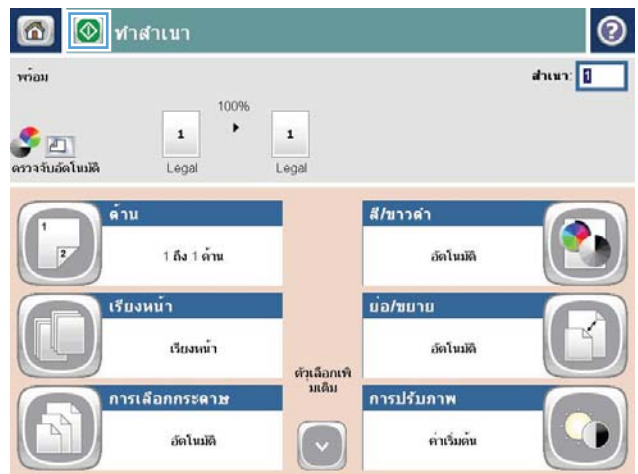 ทำสำเนา
พร้อม
สำเนา: 1
100%
1
1
ตรวจจับอัตโนมัติ
Legal
Legal
ด้าน
1
2
1 ถึง 1 ด้าน
สี/ขาวดำ
อัตโนมัติ
เรียงหน้า
เรียงหน้า
ย่อ/ขยาย
อัตโนมัติ
ตัวเลือกเพิ
มเติม
การเลือกกระดาษ
อัตโนมัติ
การปรับภาพ
ค่าเริ่มต้น